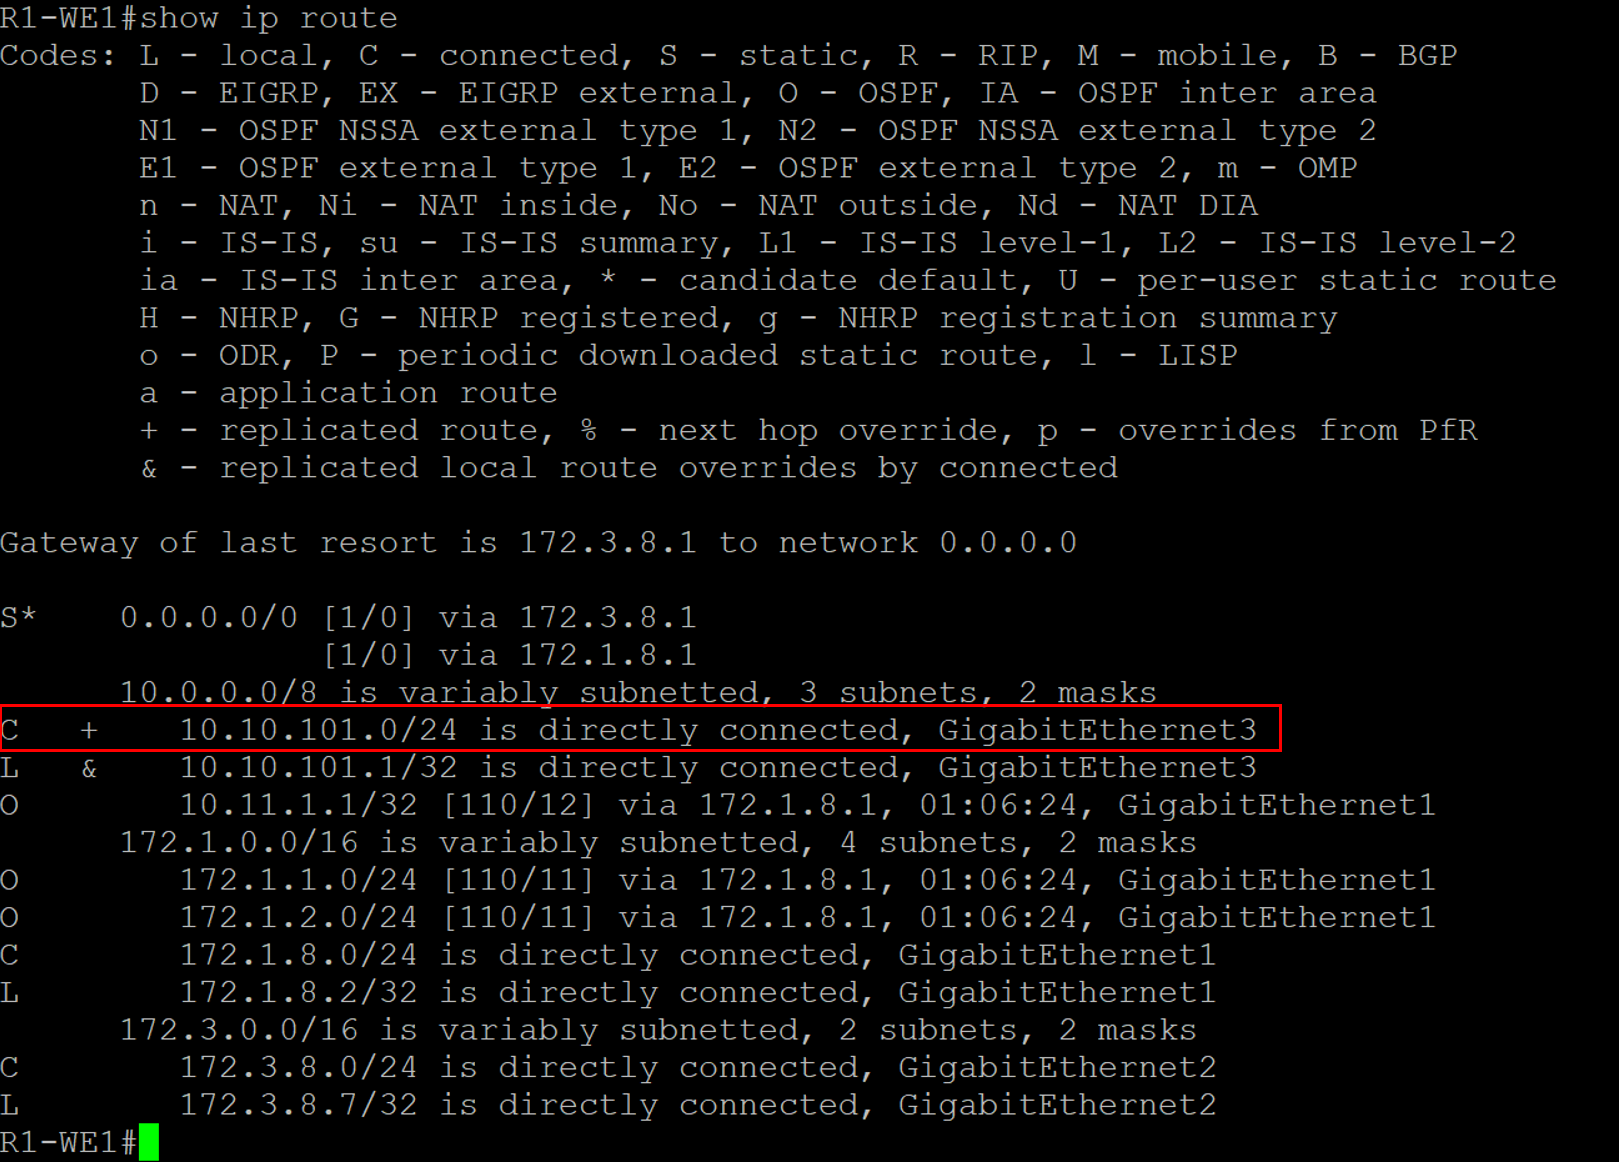 R1-WE1#show ip route
Codes: L - local, C - connected, S - static, R - RIP, M - mobile, B - BGP
       D - EIGRP, EX - EIGRP external, O - OSPF, IA - OSPF inter area
       N1 - OSPF NSSA external type 1, N2 - OSPF NSSA external type 2
       E1 - OSPF external type 1, E2 - OSPF external type 2, m - OMP
       n - NAT, Ni - NAT inside, No - NAT outside, Nd - NAT DIA
       i - IS-IS, su - IS-IS summary, L1 - IS-IS level-1, L2 - IS-IS level-2
       ia - IS-IS inter area, * - candidate default, U - per-user static route
       H - NHRP, G - NHRP registered, g - NHRP registration summary
       o - ODR, P - periodic downloaded static route, l - LISP
       a - application route
       + - replicated route, % - next hop override, p - overrides from PfR
       & - replicated local route overrides by connected

Gateway of last resort is 172.3.8.1 to network 0.0.0.0

S*    0.0.0.0/0 [1/0] via 172.3.8.1
                [1/0] via 172.1.8.1
      10.0.0.0/8 is variably subnetted, 3 subnets, 2 masks
C   +    10.10.101.0/24 is directly connected, GigabitEthernet3
L   &    10.10.101.1/32 is directly connected, GigabitEthernet3
O        10.11.1.1/32 [110/12] via 172.1.8.1, 01:06:24, GigabitEthernet1
      172.1.0.0/16 is variably subnetted, 4 subnets, 2 masks
O        172.1.1.0/24 [110/11] via 172.1.8.1, 01:06:24, GigabitEthernet1
O        172.1.2.0/24 [110/11] via 172.1.8.1, 01:06:24, GigabitEthernet1
C        172.1.8.0/24 is directly connected, GigabitEthernet1
L        172.1.8.2/32 is directly connected, GigabitEthernet1
      172.3.0.0/16 is variably subnetted, 2 subnets, 2 masks
C        172.3.8.0/24 is directly connected, GigabitEthernet2
L        172.3.8.7/32 is directly connected, GigabitEthernet2
R1-WE1#